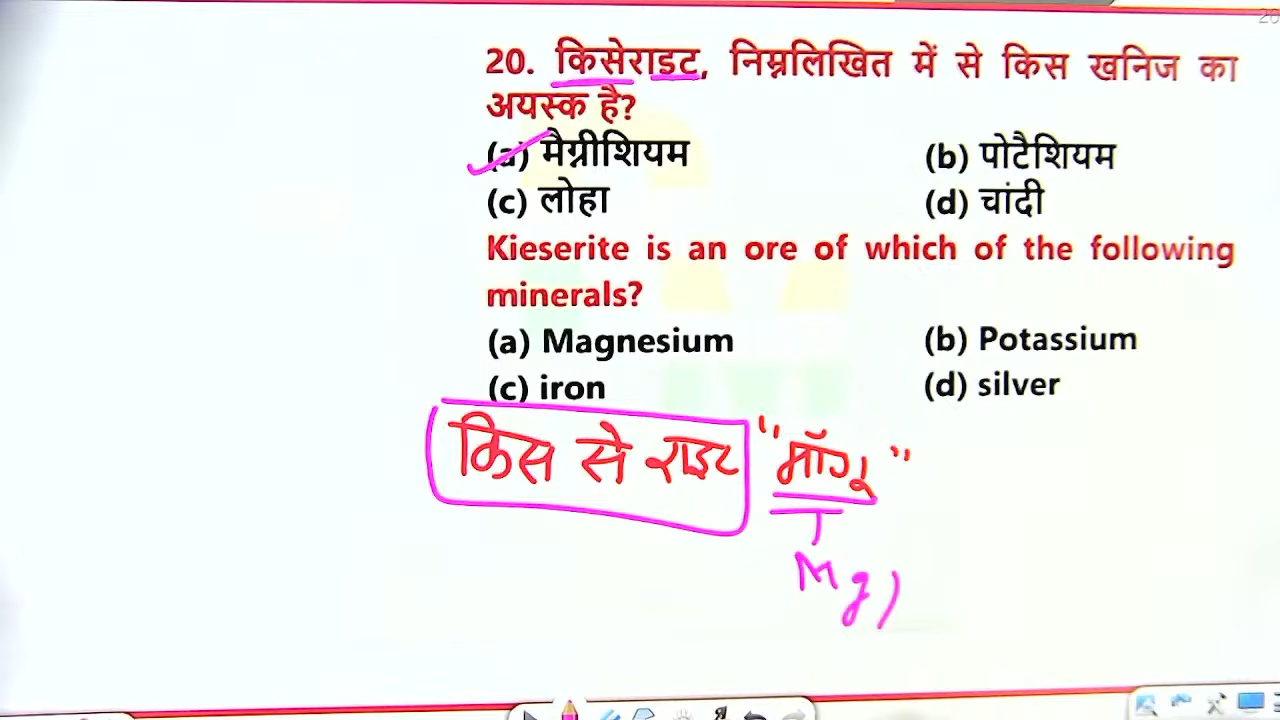 20. किसेराइट, निम्नलिखित में से किस खनिज का
अयस्क है?
(a) मैग्नीशियम (b) पोटैशियम
(c) लोहा (d) चांदी
Kieserite is an ore of which of the following
minerals?
(a) Magnesium (b) Potassium
(c) iron (d) silver
किस से राइट "माॅंगू"
Mg